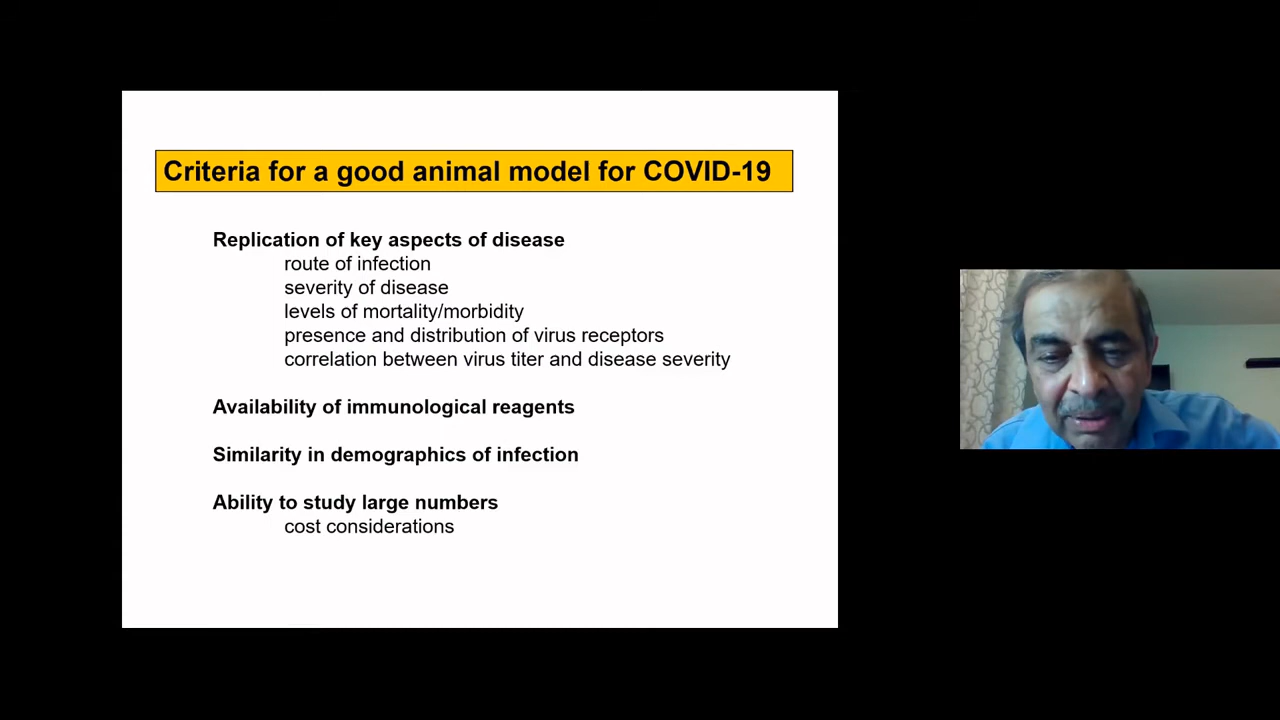 Criteria for a good animal model for COVID-19
Replication of key aspects of disease
route of infection
severity of disease
levels of mortality/morbidity
presence and distribution of virus receptors
correlation between virus titer and disease severity
Availability of immunological reagents
Similarity in demographics of infection
Ability to study large numbers
cost considerations